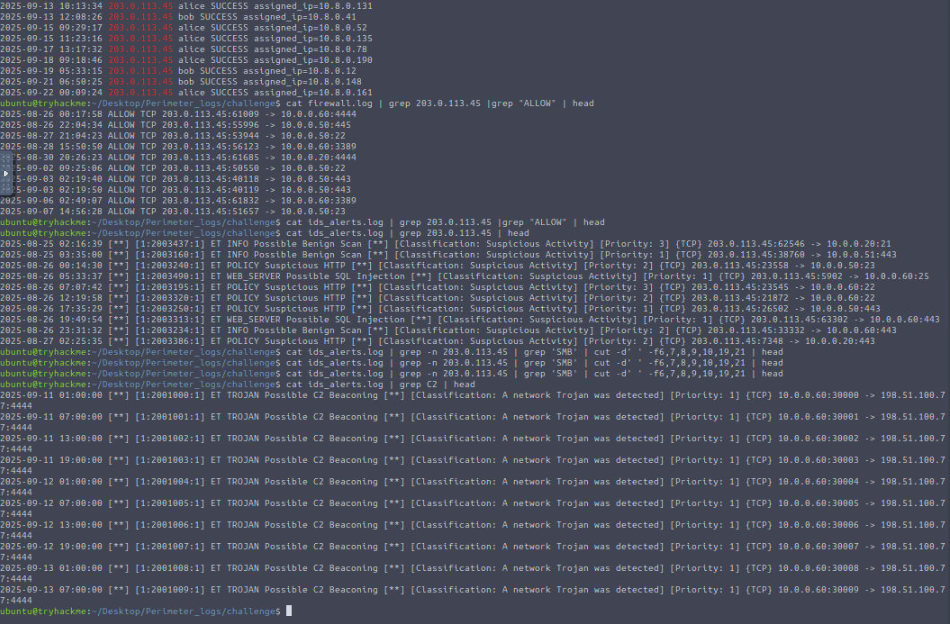 2025-09-13 10:13:34 203.0.113.45 alice SUCCESS assigned_ip=10.8.0.131
2025-09-13 12:08:26 203.0.113.45 bob SUCCESS assigned_ip=10.8.0.41
2025-09-15 09:29:17 203.0.113.45 alice SUCCESS assigned_ip=10.8.0.52
2025-09-15 11:23:16 203.0.113.45 alice SUCCESS assigned_ip=10.8.0.135
2025-09-17 13:17:32 203.0.113.45 alice SUCCESS assigned_ip=10.8.0.78
2025-09-18 09:18:46 203.0.113.45 alice SUCCESS assigned_ip=10.8.0.190
2025-09-19 05:33:15 203.0.113.45 bob SUCCESS assigned_ip=10.8.0.12
2025-09-21 06:50:25 203.0.113.45 bob SUCCESS assigned_ip=10.8.0.148
2025-09-22 00:09:24 203.0.113.45 alice SUCCESS assigned_ip=10.8.0.161
ubuntu@tryhackme:~/Desktop/Perimeter_logs/challenge$ cat firewall.log | grep 203.0.113.45 |grep "ALLOW" | head
2025-08-26 00:17:58 ALLOW TCP 203.0.113.45:61009 -> 10.0.0.60:4444
2025-08-26 22:04:34 ALLOW TCP 203.0.113.45:55996 -> 10.0.0.50:445
2025-08-27 21:04:23 ALLOW TCP 203.0.113.45:53944 -> 10.0.0.50:22
2025-08-28 15:50:50 ALLOW TCP 203.0.113.45:56123 -> 10.0.0.60:3389
5-08-30 20:26:23 ALLOW TCP 203.0.113.45:61685 -> 10.0.0.20:4444
5-09-02 09:25:06 ALLOW TCP 203.0.113.45:50550 -> 10.0.0.50:22
5-09-03 02:19:40 ALLOW TCP 203.0.113.45:40118 -> 10.0.0.51:443
5-09-03 02:19:50 ALLOW TCP 203.0.113.45:40119 -> 10.0.0.50:443
2025-09-06 02:49:07 ALLOW TCP 203.0.113.45:61832 -> 10.0.0.60:3389
2025-09-07 14:56:28 ALLOW TCP 203.0.113.45:51657 -> 10.0.0.50:23
ubuntu@tryhackme:~/Desktop/Perimeter_logs/challenge$ cat ids_alerts.log | grep 203.0.113.45 |grep "ALLOW" | head
ubuntu@tryhackme:~/Desktop/Perimeter_logs/challenge$ cat ids_alerts.log | grep 203.0.113.45 | head
2025-08-25 02:16:39 [**] [1:2003437:1] ET INFO Possible Benign Scan [**] [Classification: Suspicious Activity] [Priority: 3] {TCP} 203.0.113.45:62546 -> 10.0.0.20:21
2025-08-25 03:35:00 [**] [1:2003160:1] ET INFO Possible Benign Scan [**] [Classification: Suspicious Activity] [Priority: 1] {TCP} 203.0.113.45:38760 -> 10.0.0.51:443
2025-08-26 00:14:30 [**] [1:2003240:1] ET POLICY Suspicious HTTP [**] [Classification: Suspicious Activity] [Priority: 2] {TCP} 203.0.113.45:23558 -> 10.0.0.50:23
2025-08-26 05:33:37 [**] [1:2003490:1] ET WEB_SERVER Possible SQL Injection [**] [Classification: Suspicious Activity] [Priority: 1] {TCP} 203.0.113.45:5902 -> 10.0.0.60:25
2025-08-26 07:07:42 [**] [1:2003195:1] ET POLICY Suspicious HTTP [**] [Classification: Suspicious Activity] [Priority: 3] {TCP} 203.0.113.45:23545 -> 10.0.0.60:22
2025-08-26 12:19:58 [**] [1:2003320:1] ET POLICY Suspicious HTTP [**] [Classification: Suspicious Activity] [Priority: 2] {TCP} 203.0.113.45:21872 -> 10.0.0.60:22
2025-08-26 17:35:29 [**] [1:2003250:1] ET POLICY Suspicious HTTP [**] [Classification: Suspicious Activity] [Priority: 1] {TCP} 203.0.113.45:26502 -> 10.0.0.50:443
2025-08-26 19:49:54 [**] [1:2003313:1] ET WEB_SERVER Possible SQL Injection [**] [Classification: Suspicious Activity] [Priority: 1] {TCP} 203.0.113.45:63302 -> 10.0.0.60:443
2025-08-26 23:31:32 [**] [1:2003234:1] ET INFO Possible Benign Scan [**] [Classification: Suspicious Activity] [Priority: 2] {TCP} 203.0.113.45:33332 -> 10.0.0.60:443
2025-08-27 02:25:35 [**] [1:2003386:1] ET POLICY Suspicious HTTP [**] [Classification: Suspicious Activity] [Priority: 2] {TCP} 203.0.113.45:7348 -> 10.0.0.20:443
ubuntu@tryhackme:~/Desktop/Perimeter_logs/challenge$ cat ids_alerts.log | grep -n 203.0.113.45 | grep 'SMB' | cut -d' ' -f6,7,8,9,10,19,21 | head
ubuntu@tryhackme:~/Desktop/Perimeter_logs/challenge$ cat ids_alerts.log | grep -n 203.0.113.45 | grep 'SMB' | cut -d' ' -f6,7,8,9,10,19,21 | head
ubuntu@tryhackme:~/Desktop/Perimeter_logs/challenge$ cat ids_alerts.log | grep -n 203.0.113.45 | grep 'SMB' | cut -d' ' -f6,7,8,9,10,19,21 | head
ubuntu@tryhackme:~/Desktop/Perimeter_logs/challenge$ cat ids_alerts.log | grep C2 | head
2025-09-11 01:00:00 [**] [1:2001000:1] ET TROJAN Possible C2 Beaconing [**] [Classification: A network Trojan was detected] [Priority: 1] {TCP} 10.0.0.60:30000 -> 198.51.100.7
7:4444
2025-09-11 07:00:00 [**] [1:2001001:1] ET TROJAN Possible C2 Beaconing [**] [Classification: A network Trojan was detected] [Priority: 1] {TCP} 10.0.0.60:30001 -> 198.51.100.7
7:4444
2025-09-11 13:00:00 [**] [1:2001002:1] ET TROJAN Possible C2 Beaconing [**] [Classification: A network Trojan was detected] [Priority: 1] {TCP} 10.0.0.60:30002 -> 198.51.100.7
7:4444
2025-09-11 19:00:00 [**] [1:2001003:1] ET TROJAN Possible C2 Beaconing [**] [Classification: A network Trojan was detected] [Priority: 1] {TCP} 10.0.0.60:30003 -> 198.51.100.7
7:4444
2025-09-12 01:00:00 [**] [1:2001004:1] ET TROJAN Possible C2 Beaconing [**] [Classification: A network Trojan was detected] [Priority: 1] {TCP} 10.0.0.60:30004 -> 198.51.100.7
7:4444
2025-09-12 07:00:00 [**] [1:2001005:1] ET TROJAN Possible C2 Beaconing [**] [Classification: A network Trojan was detected] [Priority: 1] {TCP} 10.0.0.60:30005 -> 198.51.100.7
7:4444
2025-09-12 13:00:00 [**] [1:2001006:1] ET TROJAN Possible C2 Beaconing [**] [Classification: A network Trojan was detected] [Priority: 1] {TCP} 10.0.0.60:30006 -> 198.51.100.7
7:4444
2025-09-12 19:00:00 [**] [1:2001007:1] ET TROJAN Possible C2 Beaconing [**] [Classification: A network Trojan was detected] [Priority: 1] {TCP} 10.0.0.60:30007 -> 198.51.100.7
7:4444
2025-09-13 01:00:00 [**] [1:2001008:1] ET TROJAN Possible C2 Beaconing [**] [Classification: A network Trojan was detected] [Priority: 1] {TCP} 10.0.0.60:30008 -> 198.51.100.7
7:4444
2025-09-13 07:00:00 [**] [1:2001009:1] ET TROJAN Possible C2 Beaconing [**] [Classification: A network Trojan was detected] [Priority: 1] {TCP} 10.0.0.60:30009 -> 198.51.100.7
7:4444
ubuntu@tryhackme:~/Desktop/Perimeter_logs/challenge$